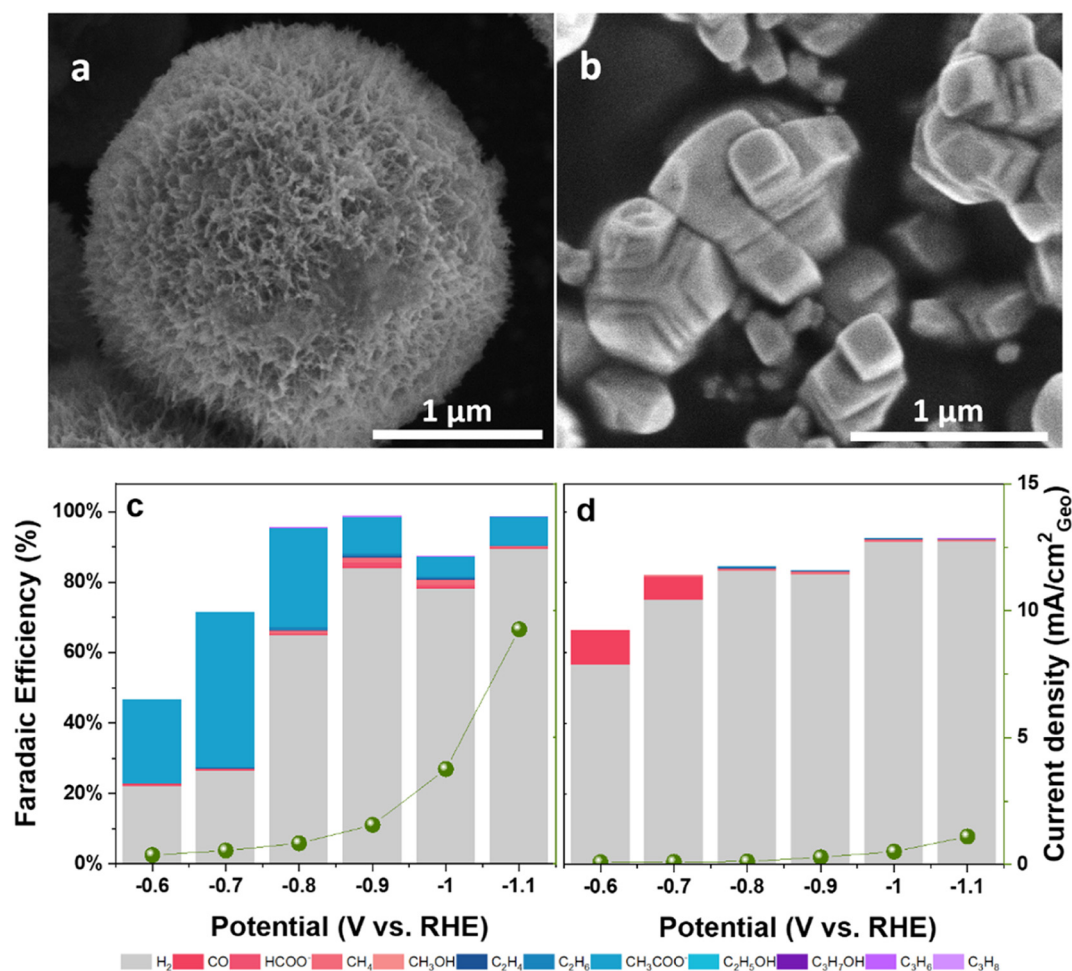 a
b
1 µm
1 µm
c
d
Faradaic Efficiency (%)
100%
80%
60%
40%
20%
0%
15
10
5
0
Current density (mA/cm²Geo)
-0.6 -0.7 -0.8 -0.9 -1 -1.1
-0.6 -0.7 -0.8 -0.9 -1 -1.1
Potential (V vs. RHE)
Potential (V vs. RHE)
H₂ CO HCOO⁻ CH₄ CH₃OH C₂H₄ C₂H₆ CH₃COO⁻ C₂H₅OH C₃H₇OH C₃H₆ C₃H₈